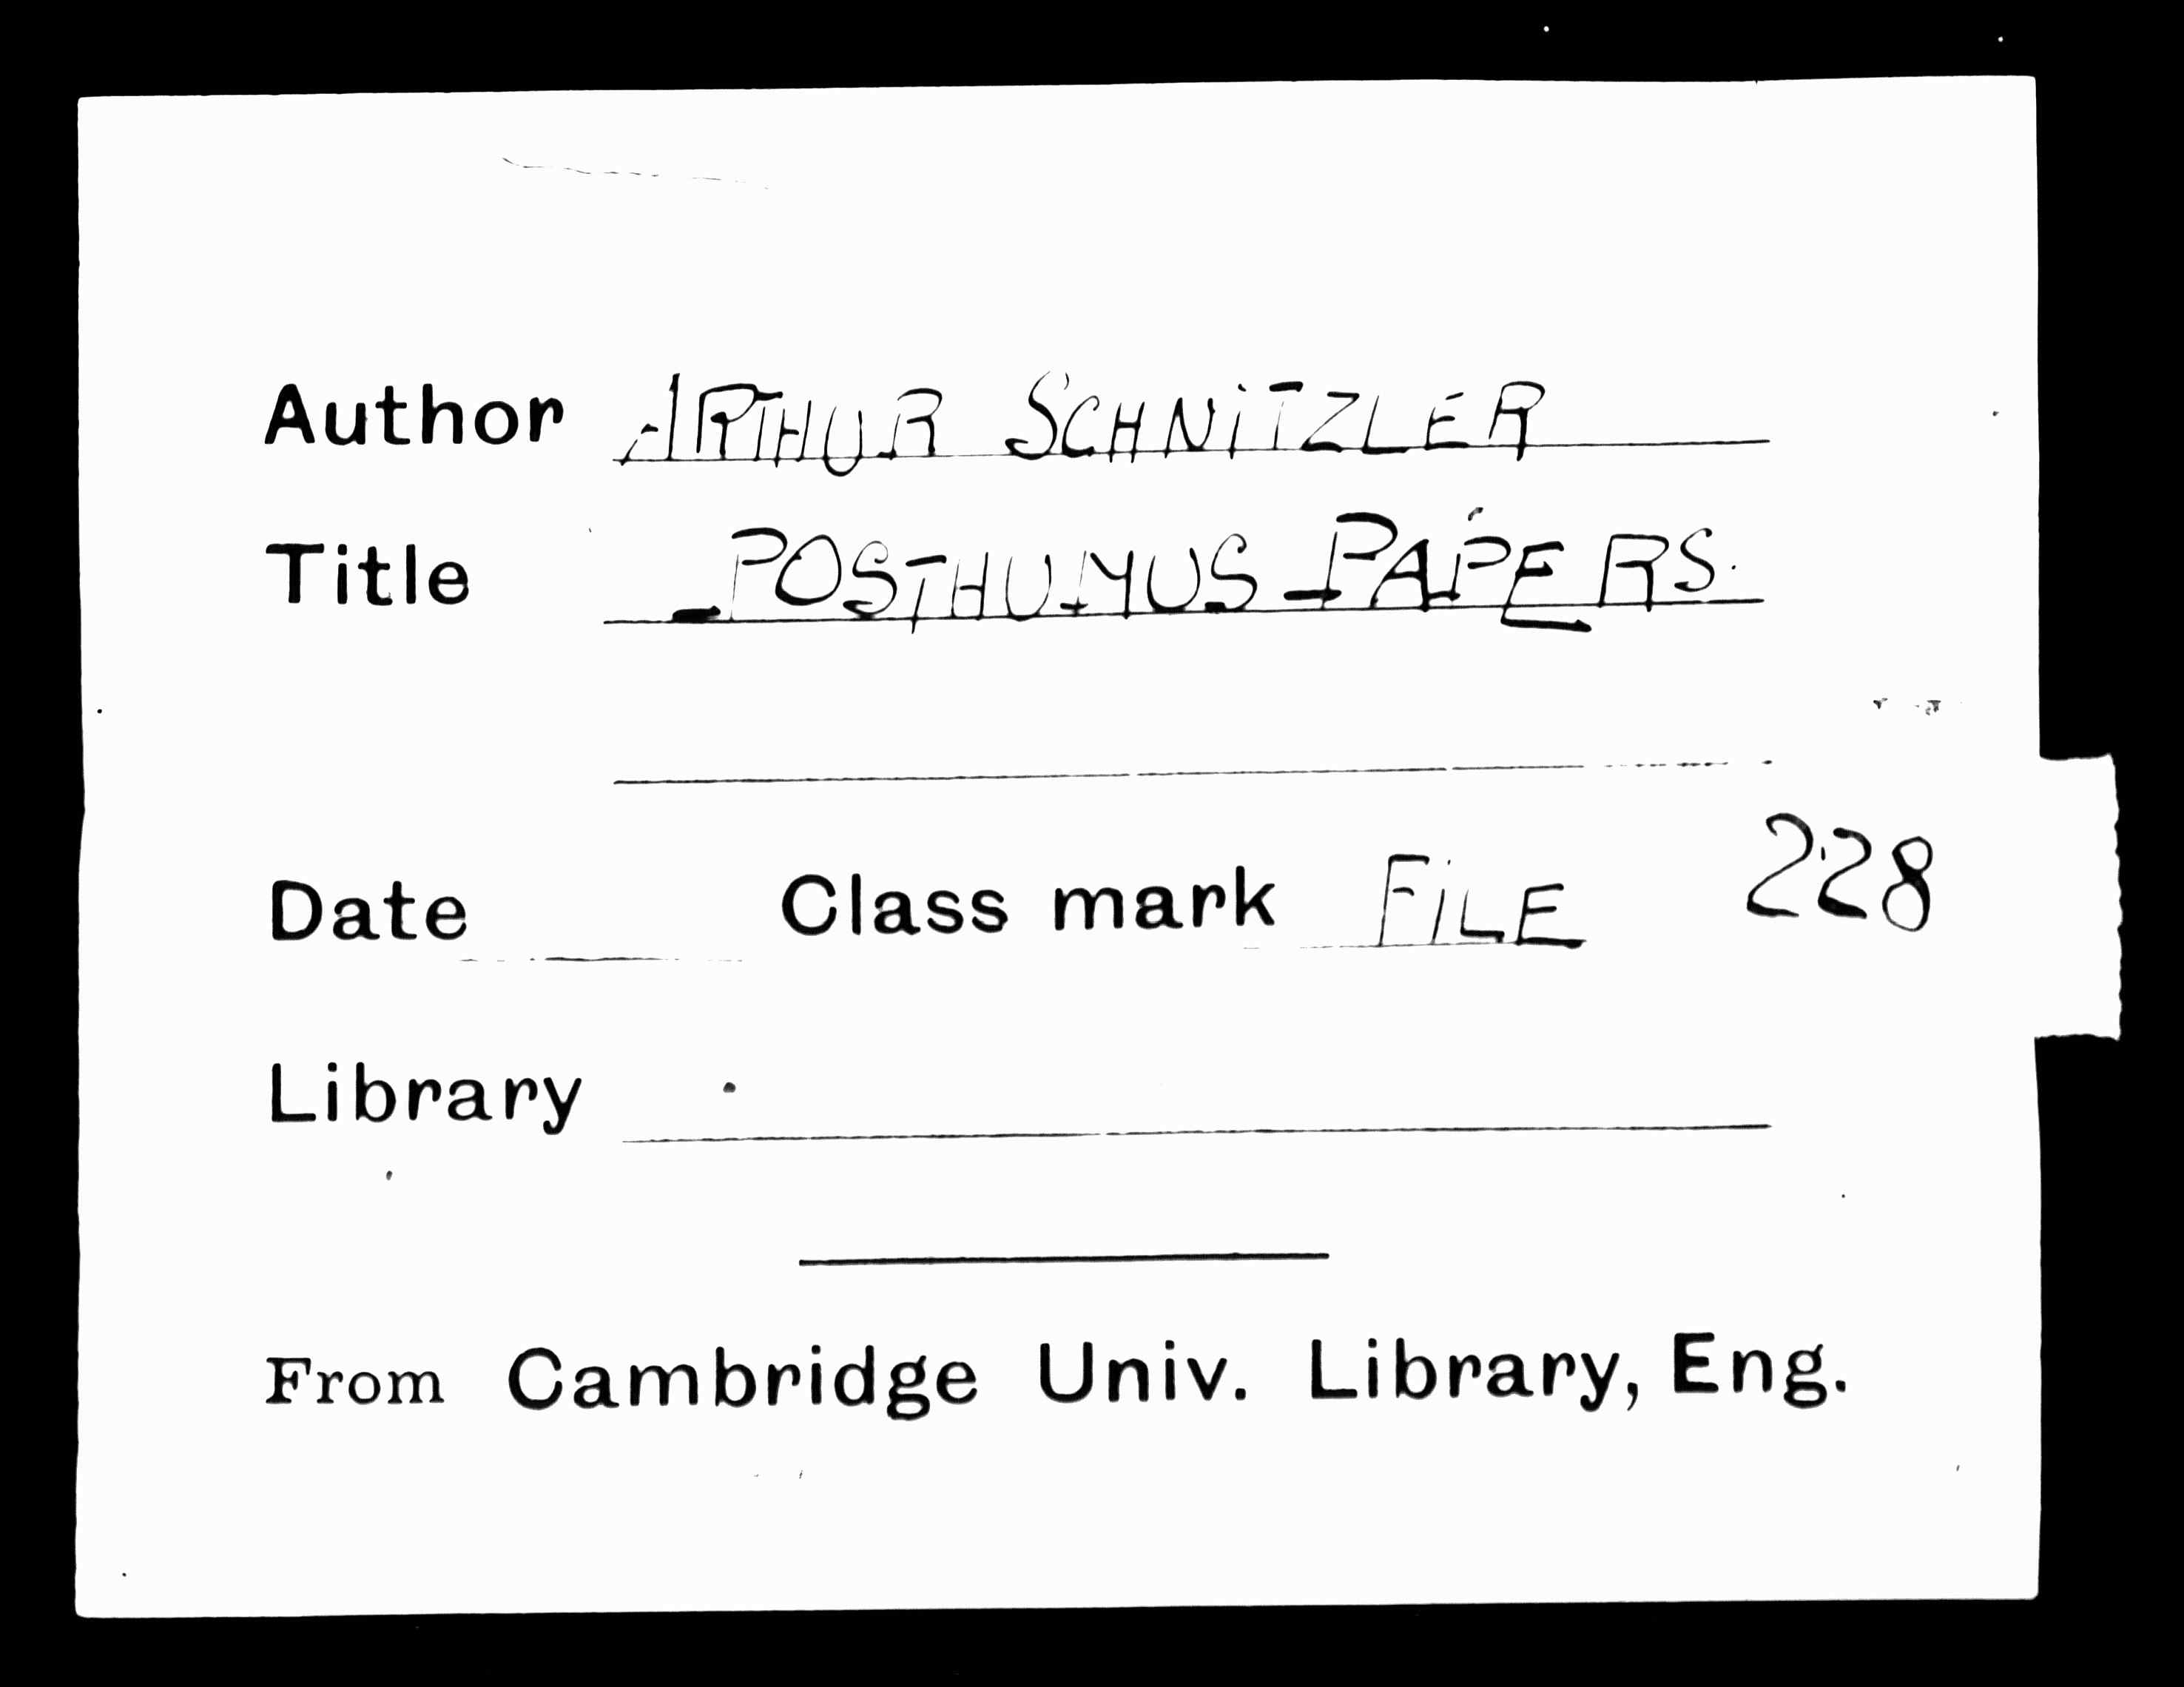 Author ARTHUR SCHNITZLER
Title POSTHUMUS PAPERS.
Date Class mark FILE 228
Library
From Cambridge Univ. Library, Eng.